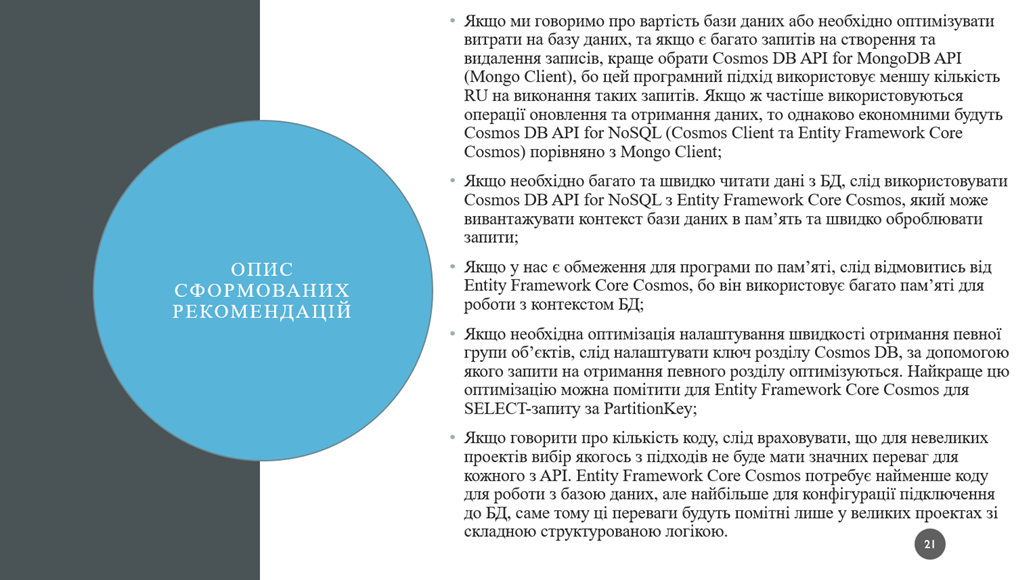 ОПИС
СФОРМОВАНИХ
РЕКОМЕНДАЦІЙ
• Якщо ми говоримо про вартість бази даних або необхідно оптимізувати
витрати на базу даних, та якщо є багато запитів на створення та
видалення записів, краще обрати Cosmos DB API for MongoDB API
(Mongo Client), бо цей програмний підхід використовує меншу кількість
RU на виконання таких запитів. Якщо ж частіше використовуються
операції оновлення та отримання даних, то однаково економними будуть
Cosmos DB API for NoSQL (Cosmos Client та Entity Framework Core
Cosmos) порівняно з Mongo Client;
• Якщо необхідно багато та швидко читати дані з БД, слід використовувати
Cosmos DB API for NoSQL з Entity Framework Core Cosmos, який може
вивантажувати контекст бази даних в пам’ять та швидко оброблювати
запити;
• Якщо у нас є обмеження для програми по пам’яті, слід відмовитись від
Entity Framework Core Cosmos, бо він використовує багато пам’яті для
роботи з контекстом БД;
• Якщо необхідна оптимізація налаштування швидкості отримання певної
групи об’єктів, слід налаштувати ключ розділу Cosmos DB, за допомогою
якого запити на отримання певного розділу оптимізуються. Найкраще цю
оптимізацію можна помітити для Entity Framework Core Cosmos для
SELECT-запиту за PartitionKey;
• Якщо говорити про кількість коду, слід враховувати, що для невеликих
проектів вибір якогось з підходів не буде мати значних переваг для
кожного з API. Entity Framework Core Cosmos потребує найменше коду
для роботи з базою даних, але найбільше для конфігурації підключення
до БД, саме тому ці переваги будуть помітні лише у великих проектах зі
складною структурованою логікою.
21